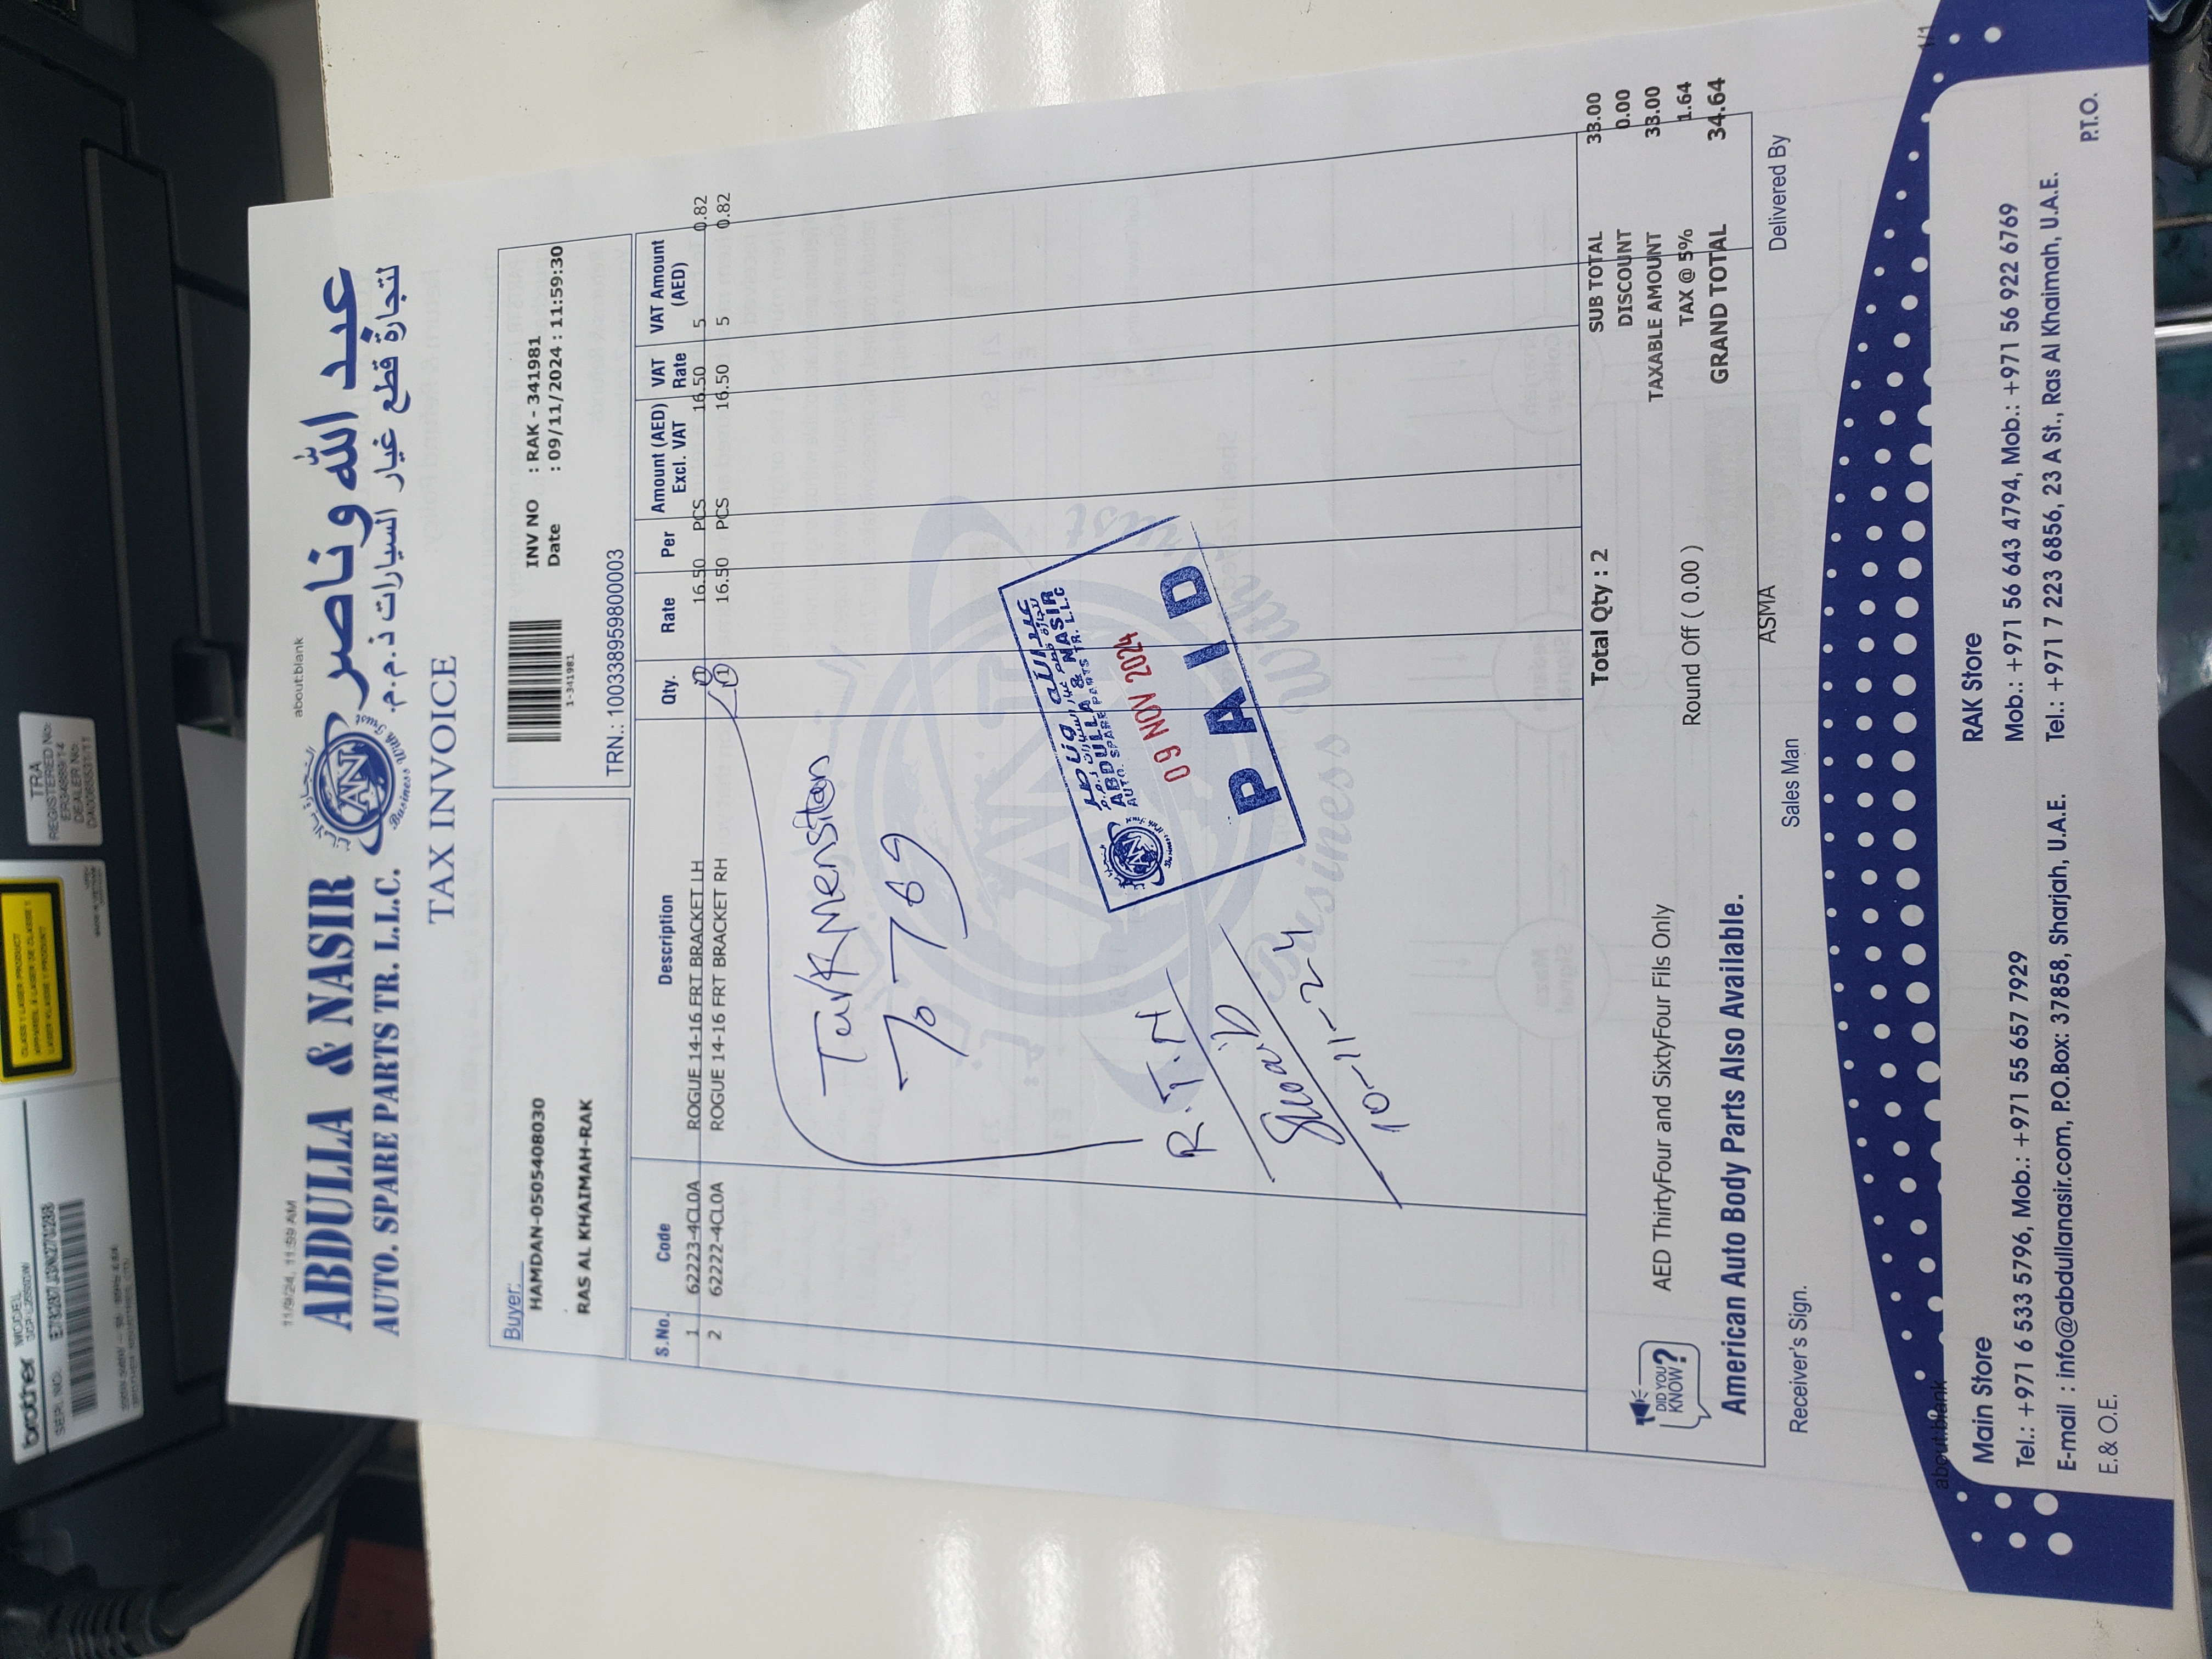 11/9/24, 11:59 AM about:blank
ABDULLA & NASIR عبد الله وناصر
AUTO. SPARE PARTS TR. L.L.C. لتجارة قطع غيار السيارات ذ.م.م.
AN
Business With Trust
TAX INVOICE
Buyer:
HAMDAN-0505408030
RAS AL KHAIMAH-RAK
1-341981
INV NO : RAK - 341981
Date : 09/11/2024 : 11:59:30
TRN.: 100338959800003
S.No. Code Description Qty. Rate Per Amount (AED) Excl. VAT VAT Rate VAT Amount (AED)
1 62223-4CL0A ROGUE 14-16 FRT BRACKET LH 1 16.50 PCS 16.50 5 0.82
2 62222-4CL0A ROGUE 14-16 FRT BRACKET RH 1 16.50 PCS 16.50 5 0.82
7769
عبد الله وناصر
ABDULLA & NASIR
AUTO. SPARE PARTS TR. L.L.C
09 NOV 2024
PAID
R.T.N
10-11-24
Total Qty : 2
SUB TOTAL 33.00
DISCOUNT 0.00
TAXABLE AMOUNT 33.00
TAX @ 5% 1.64
GRAND TOTAL 34.64
AED ThirtyFour and SixtyFour Fils Only
Round Off ( 0.00 )
DID YOU KNOW?
American Auto Body Parts Also Available.
ASMA
Receiver's Sign. Sales Man Delivered By
about:blank 1/1
Main Store
Tel.: +971 6 533 5796, Mob.: +971 55 657 7929
E-mail : info@abdullanasir.com, P.O.Box: 37858, Sharjah, U.A.E.
RAK Store
Mob.: +971 56 643 4794, Mob.: +971 56 922 6769
Tel.: +971 7 223 6856, 23 A St., Ras Al Khaimah, U.A.E.
E.& O.E. P.T.O.
brother
MODEL
SERI. NO.
TRA
REGISTERED No:
DEALER No: